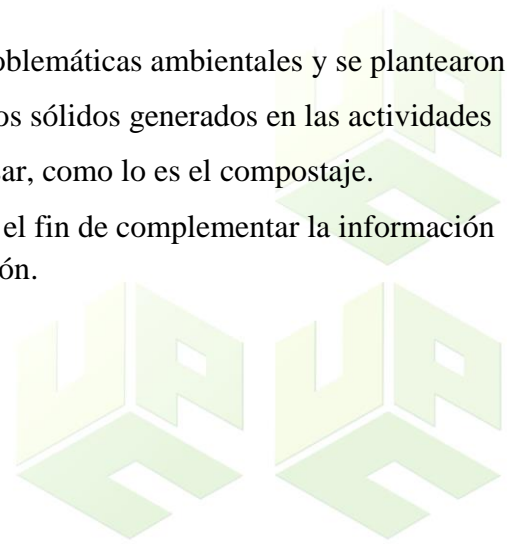 oblemáticas ambientales y se plantearon
os sólidos generados en las actividades
ar, como lo es el compostaje.
el fin de complementar la información
ón.